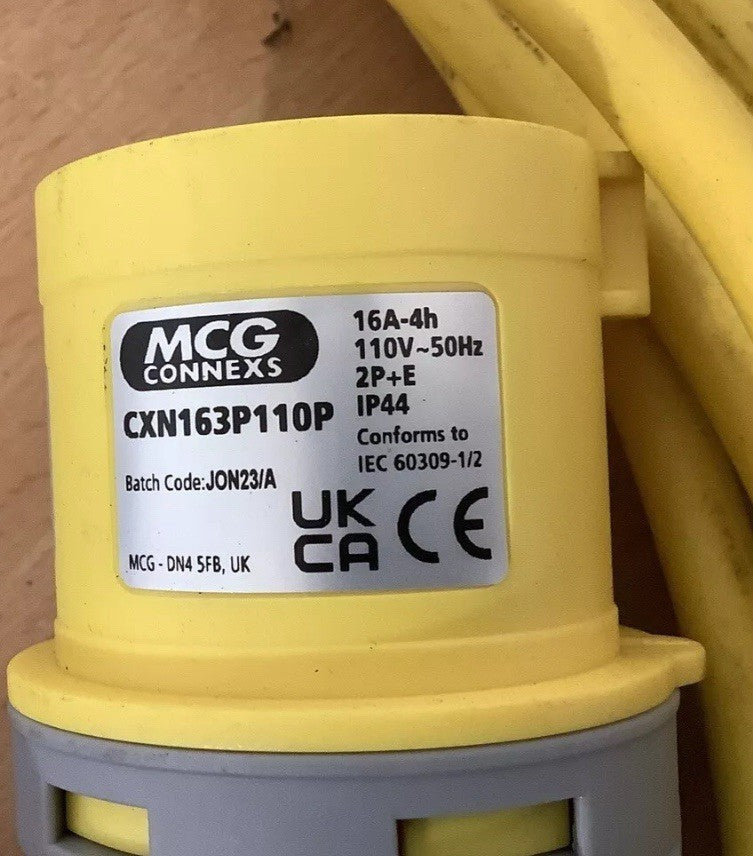 MCG
CONNEXS
CXN163P110P
Batch Code:JON23/A
MCG - DN4 5FB, UK
16A-4h
110V~50Hz
2P+E
IP44
Conforms to
IEC 60309-1/2
UK
CA
CE